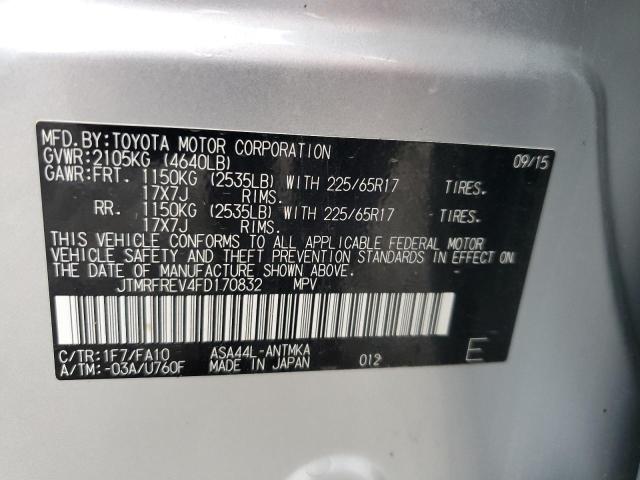 MFD.BY:TOYOTA MOTOR CORPORATION 09/15
GVWR:2105KG (4640LB)
GAWR:FRT. 1150KG (2535LB) WITH 225/65R17 TIRES.
17X7J RIMS.
RR. 1150KG (2535LB) WITH 225/65R17 TIRES.
17X7J RIMS.
THIS VEHICLE CONFORMS TO ALL APPLICABLE FEDERAL MOTOR
VEHICLE SAFETY AND THEFT PREVENTION STANDARDS IN EFFECT ON
THE DATE OF MANUFACTURE SHOWN ABOVE.
JTMRFREV4FD170832 MPV
C/TR:1F7/FA10 ASA44L-ANTMKA
A/TM:-03A/U760F MADE IN JAPAN 012 E